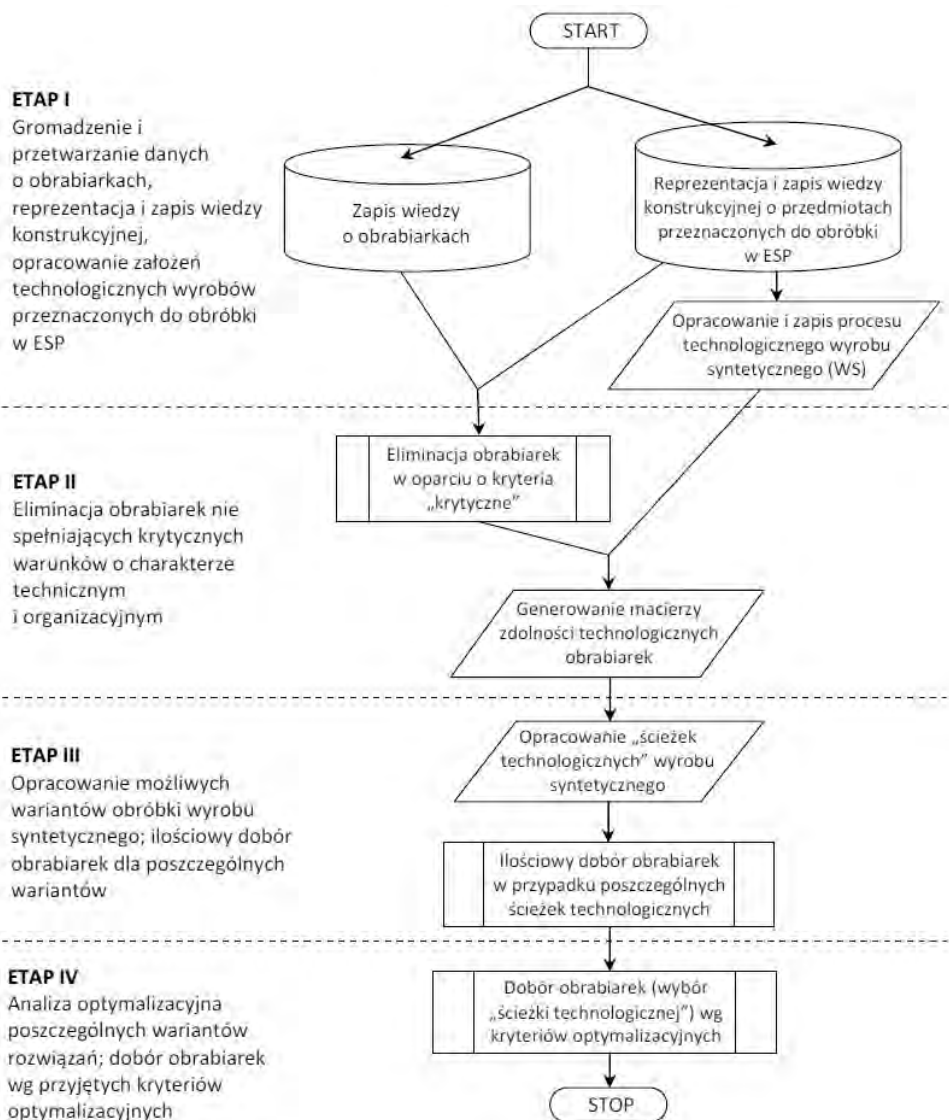 START
ETAP I
Gromadzenie i
przetwarzanie danych
o obrabiarkach,
reprezentacja i zapis wiedzy
konstrukcyjnej,
opracowanie założeń
technologicznych wyrobów
przeznaczonych do obróbki
w ESP
Zapis wiedzy
o obrabiarkach
Reprezentacja i zapis wiedzy
konstrukcyjnej o przedmiotach
przeznaczonych do obróbki
w ESP
Opracowanie i zapis procesu
technologicznego wyrobu
syntetycznego (WS)
ETAP II
Eliminacja obrabiarek nie
spełniających krytycznych
warunków o charakterze
technicznym
i organizacyjnym
Eliminacja obrabiarek
w oparciu o kryteria
„krytyczne”
Generowanie macierzy
zdolności technologicznych
obrabiarek
ETAP III
Opracowanie możliwych
wariantów obróbki wyrobu
syntetycznego; ilościowy dobór
obrabiarek dla poszczególnych
wariantów
Opracowanie „ścieżek
technologicznych” wyrobu
syntetycznego
Ilościowy dobór obrabiarek
w przypadku poszczególnych
ścieżek technologicznych
ETAP IV
Analiza optymalizacyjna
poszczególnych wariantów
rozwiązań; dobór obrabiarek
wg przyjętych kryteriów
optymalizacyjnych
Dobór obrabiarek (wybór
„ścieżki technologicznej”) wg
kryteriów optymalizacyjnych
STOP